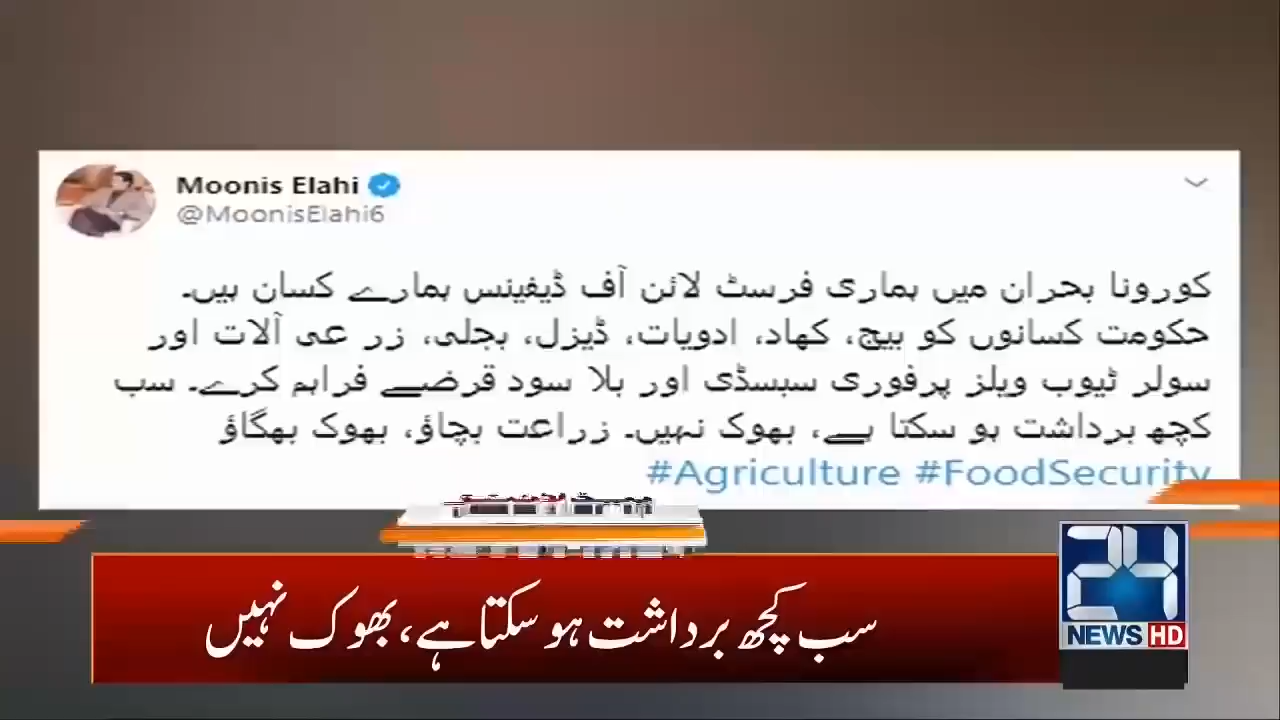 Moonis Elahi
@MoonisElahi6
کورونا بحران میں ہماری فرسٹ لائن آف ڈیفینس ہمارے کسان ہیں۔
حکومت کسانوں کو بیج، کھاد، ادویات، ڈیزل، بجلی، زرعی آلات اور
سولر ٹیوب ویلز پرفوری سبسڈی اور بلا سود قرضے فراہم کرے۔ سب
کچھ برداشت ہو سکتا ہے، بھوک نہیں۔ زراعت بچاؤ، بھوک بھگاؤ
#Agriculture #FoodSecurity
سب کچھ برداشت ہو سکتا ہے، بھوک نہیں
24
NEWS HD